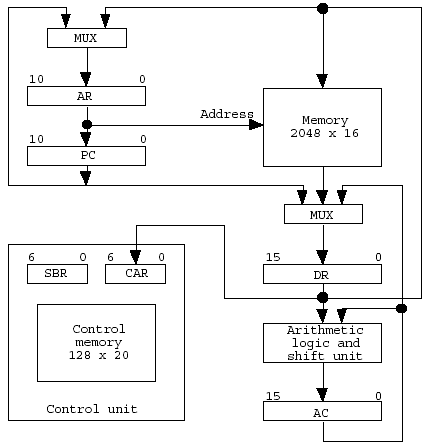 MUX
10 0
AR
Address
Memory
2048 x 16
10 0
PC
MUX
6 0 6 0
SBR CAR
15 0
DR
Control
memory
128 x 20
Arithmetic
logic and
shift unit
Control unit
15 0
AC